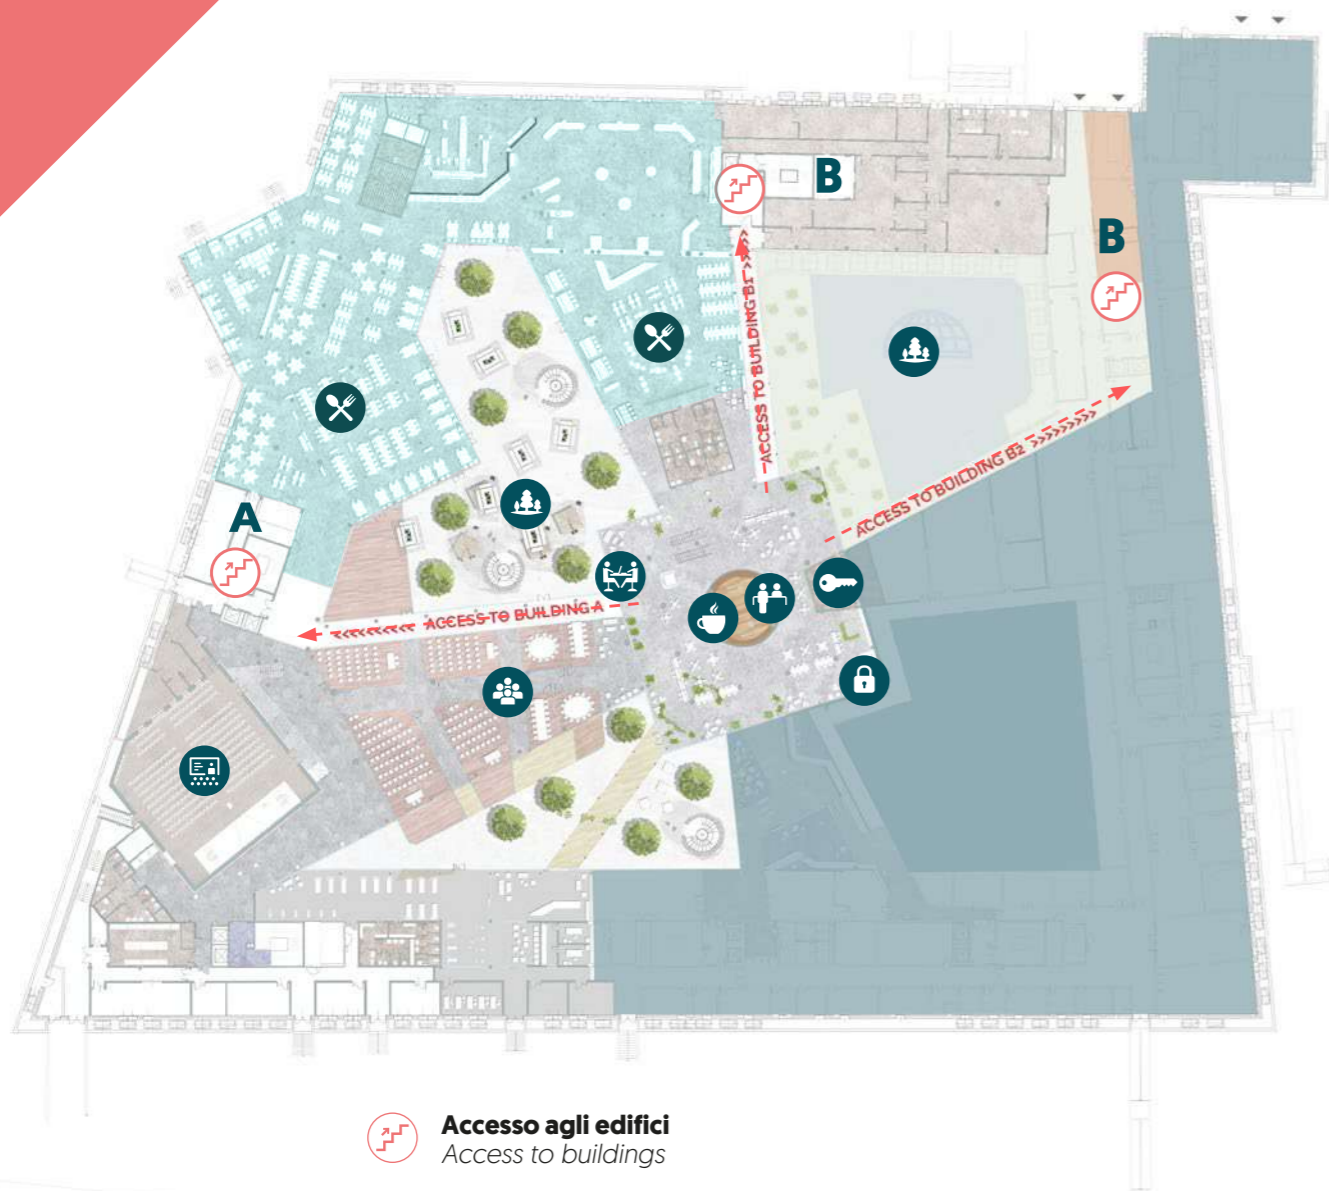 B
B
ACCESS TO BUILDING B1 >>>>>
ACCESS TO BUILDING B2 >>>>>>>>>
A
<<<<<<<<< ACCESS TO BUILDING A
Accesso agli edifici
Access to buildings